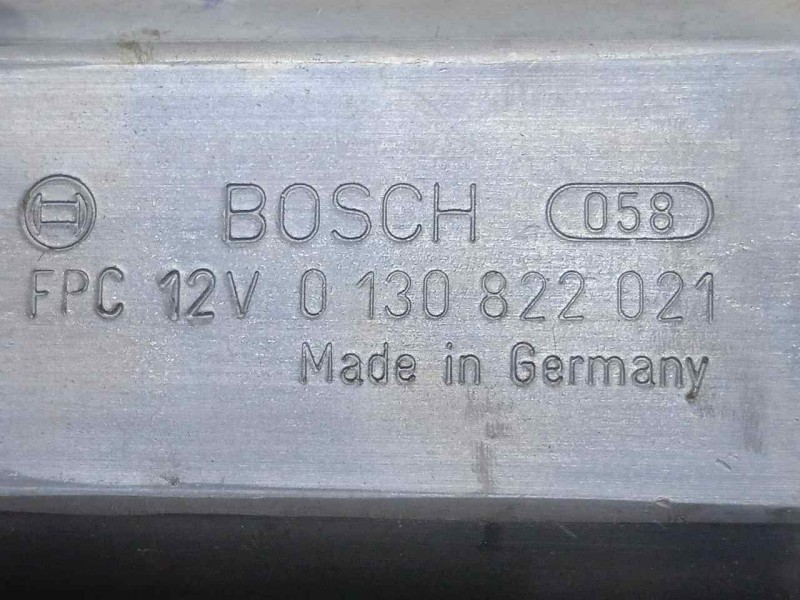 BOSCH 058
FPC 12V 0 130 822 021
Made in Germany